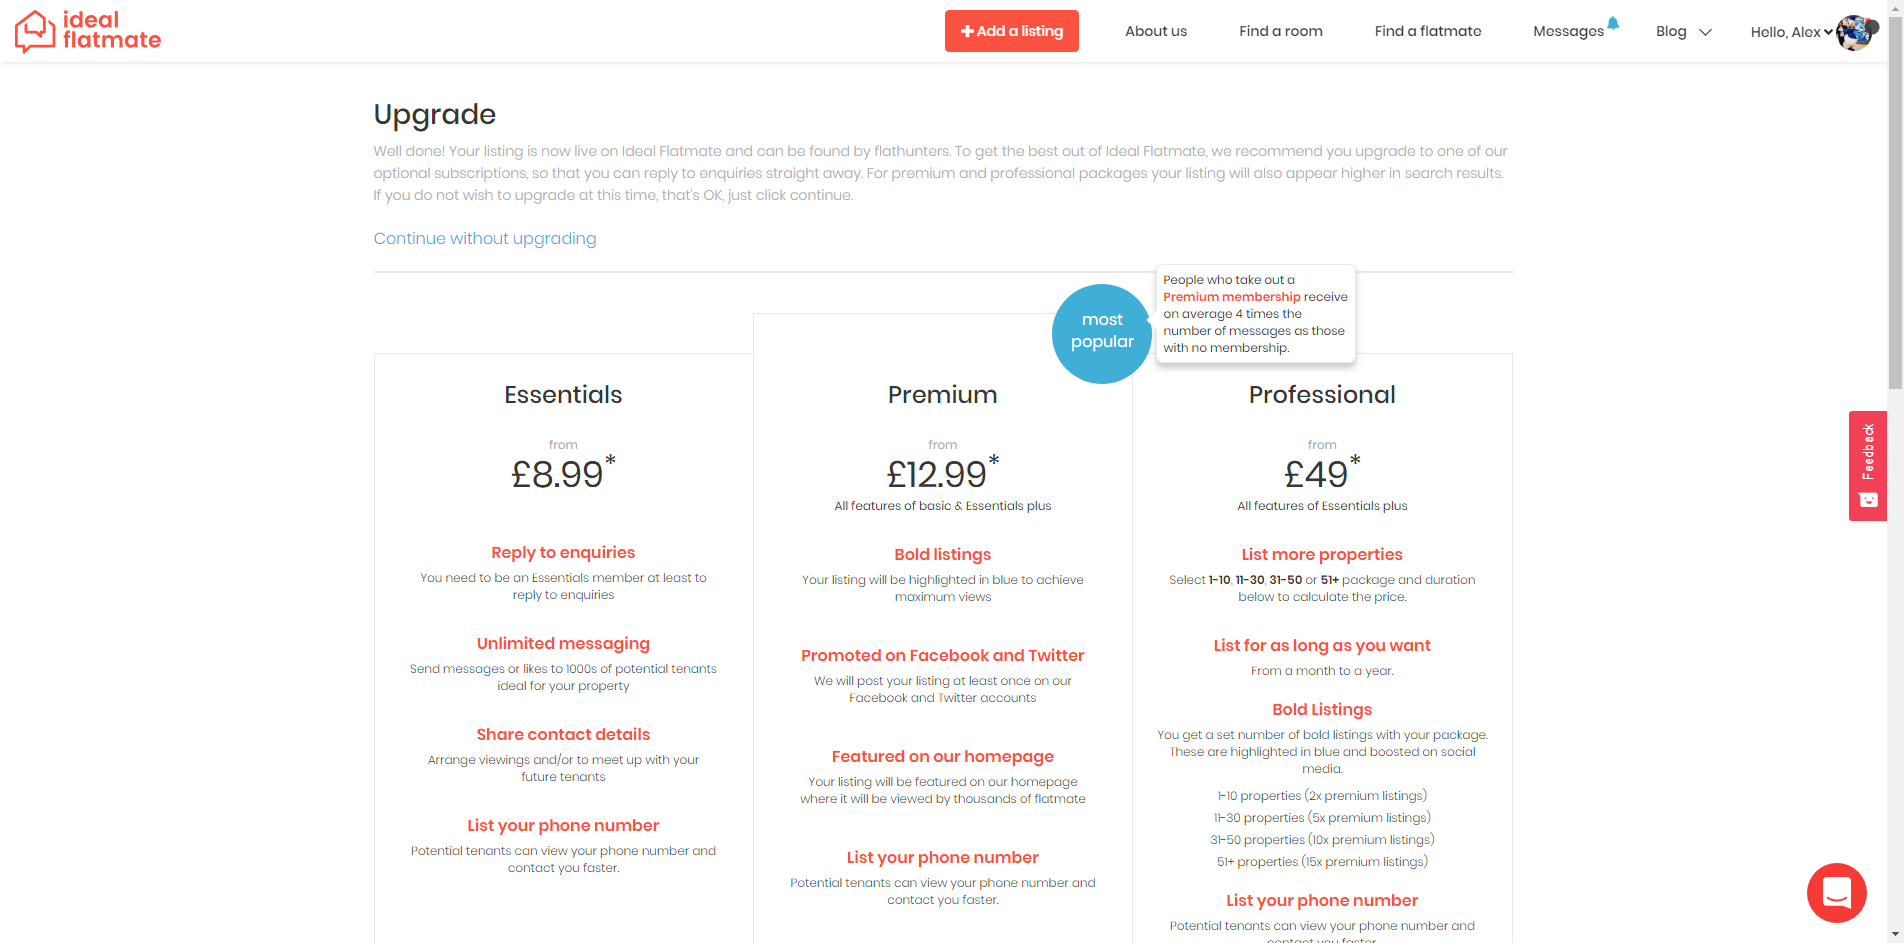 ideal
flatmate
Add a listing
About us
Find a room
Find a flatmate
Messages
Blog
Hello, Alex
Upgrade
Well done! Your listing is now live on Ideal Flatmate and can be found by flathunters. To get the best out of Ideal Flatmate, we recommend you upgrade to one of our
optional subscriptions, so that you can reply to enquiries straight away. For premium and professional packages your listing will also appear higher in search results.
If you do not wish to upgrade at this time, that's OK, just click continue.
Continue without upgrading
most
popular
People who take out a
Premium membership receive
on average 4 times the
number of messages as those
with no membership.
Essentials
from
£8.99*
Reply to enquiries
You need to be an Essentials member at least to
reply to enquiries
Unlimited messaging
Send messages or likes to 1000s of potential tenants
ideal for your property
Share contact details
Arrange viewings and/or to meet up with your
future tenants
List your phone number
Potential tenants can view your phone number and
contact you faster.
Premium
from
£12.99*
All features of basic & Essentials plus
Bold listings
Your listing will be highlighted in blue to achieve
maximum views
Promoted on Facebook and Twitter
We will post your listing at least once on our
Facebook and Twitter accounts
Featured on our homepage
Your listing will be featured on our homepage
where it will be viewed by thousands of flatmate
List your phone number
Potential tenants can view your phone number and
contact you faster.
Professional
from
£49*
All features of Essentials plus
List more properties
Select 1-10, 11-30, 31-50 or 51+ package and duration
below to calculate the price.
List for as long as you want
From a month to a year.
Bold Listings
You get a set number of bold listings with your package.
These are highlighted in blue and boosted on social
media.
1-10 properties (2x premium listings)
11-30 properties (5x premium listings)
31-50 properties (10x premium listings)
51+ properties (15x premium listings)
List your phone number
Potential tenants can view your phone number and
contact you faster
Feedback